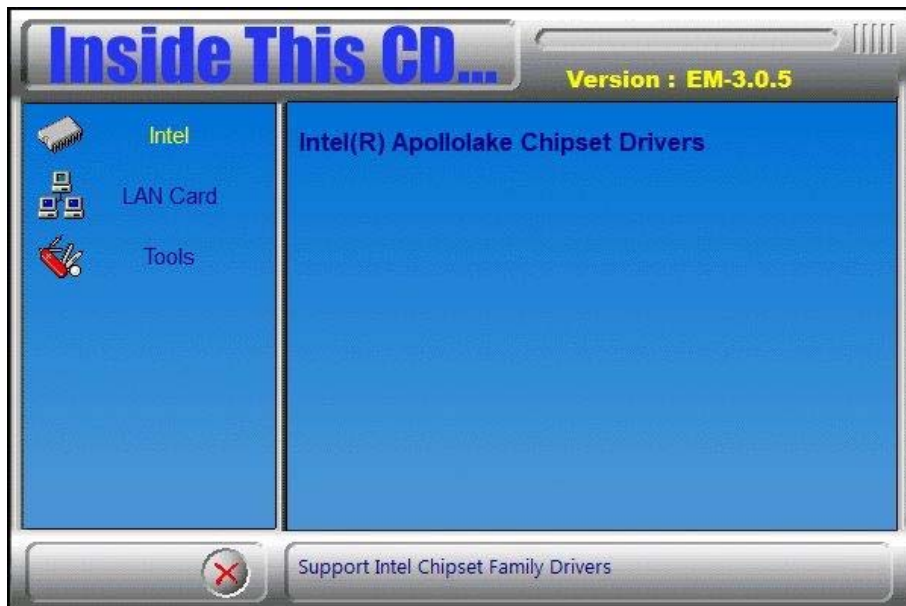 Inside This CD...
Version : EM-3.0.5
Intel
LAN Card
Tools
Intel(R) Apollolake Chipset Drivers
Support Intel Chipset Family Drivers